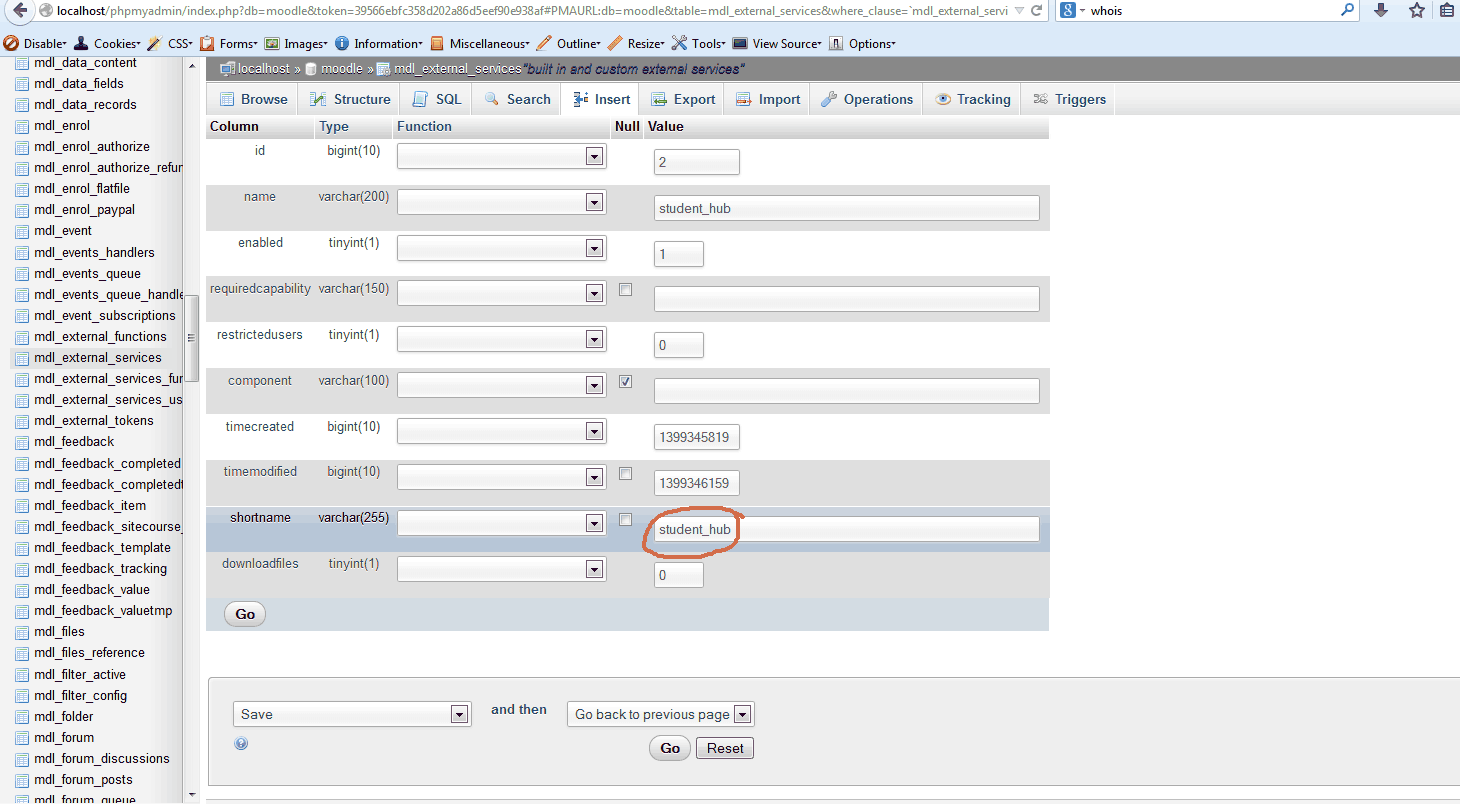 localhost/phpmyadmin/index.php?db=moodle&token=39566ebfc358d202a86d5eef90e938af#PMAURL:db=moodle&table=mdl_external_services&where_clause=`mdl_external_servi
whois
Disable Cookies CSS Forms Images Information Miscellaneous Outline Resize Tools View Source Options
mdl_data_content
mdl_data_fields
mdl_data_records
mdl_enrol
mdl_enrol_authorize
mdl_enrol_authorize_refur
mdl_enrol_flatfile
mdl_enrol_paypal
mdl_event
mdl_events_handlers
mdl_events_queue
mdl_events_queue_handle
mdl_event_subscriptions
mdl_external_functions
mdl_external_services
mdl_external_services_fur
mdl_external_services_us
mdl_external_tokens
mdl_feedback
mdl_feedback_completed
mdl_feedback_completedt
mdl_feedback_item
mdl_feedback_sitecourse_
mdl_feedback_template
mdl_feedback_tracking
mdl_feedback_value
mdl_feedback_valuetmp
mdl_files
mdl_files_reference
mdl_filter_active
mdl_filter_config
mdl_folder
mdl_forum
mdl_forum_discussions
mdl_forum_posts
mdl_forum_queue
localhost » moodle » mdl_external_services "built in and custom external services"
Browse Structure SQL Search Insert Export Import Operations Tracking Triggers
Column Type Function Null Value
id bigint(10) 2
name varchar(200) student_hub
enabled tinyint(1) 1
requiredcapability varchar(150)
restrictedusers tinyint(1) 0
component varchar(100)
timecreated bigint(10) 1399345819
timemodified bigint(10) 1399346159
shortname varchar(255) student_hub
downloadfiles tinyint(1) 0
Go
Save and then Go back to previous page
Go Reset